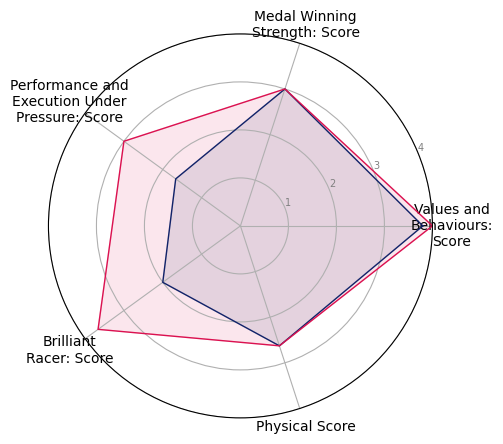 Medal Winning
Strength: Score
Performance and
Execution Under
Pressure: Score
4
3
2
1
Values and
Behaviours:
Score
Brilliant
Racer: Score
Physical Score